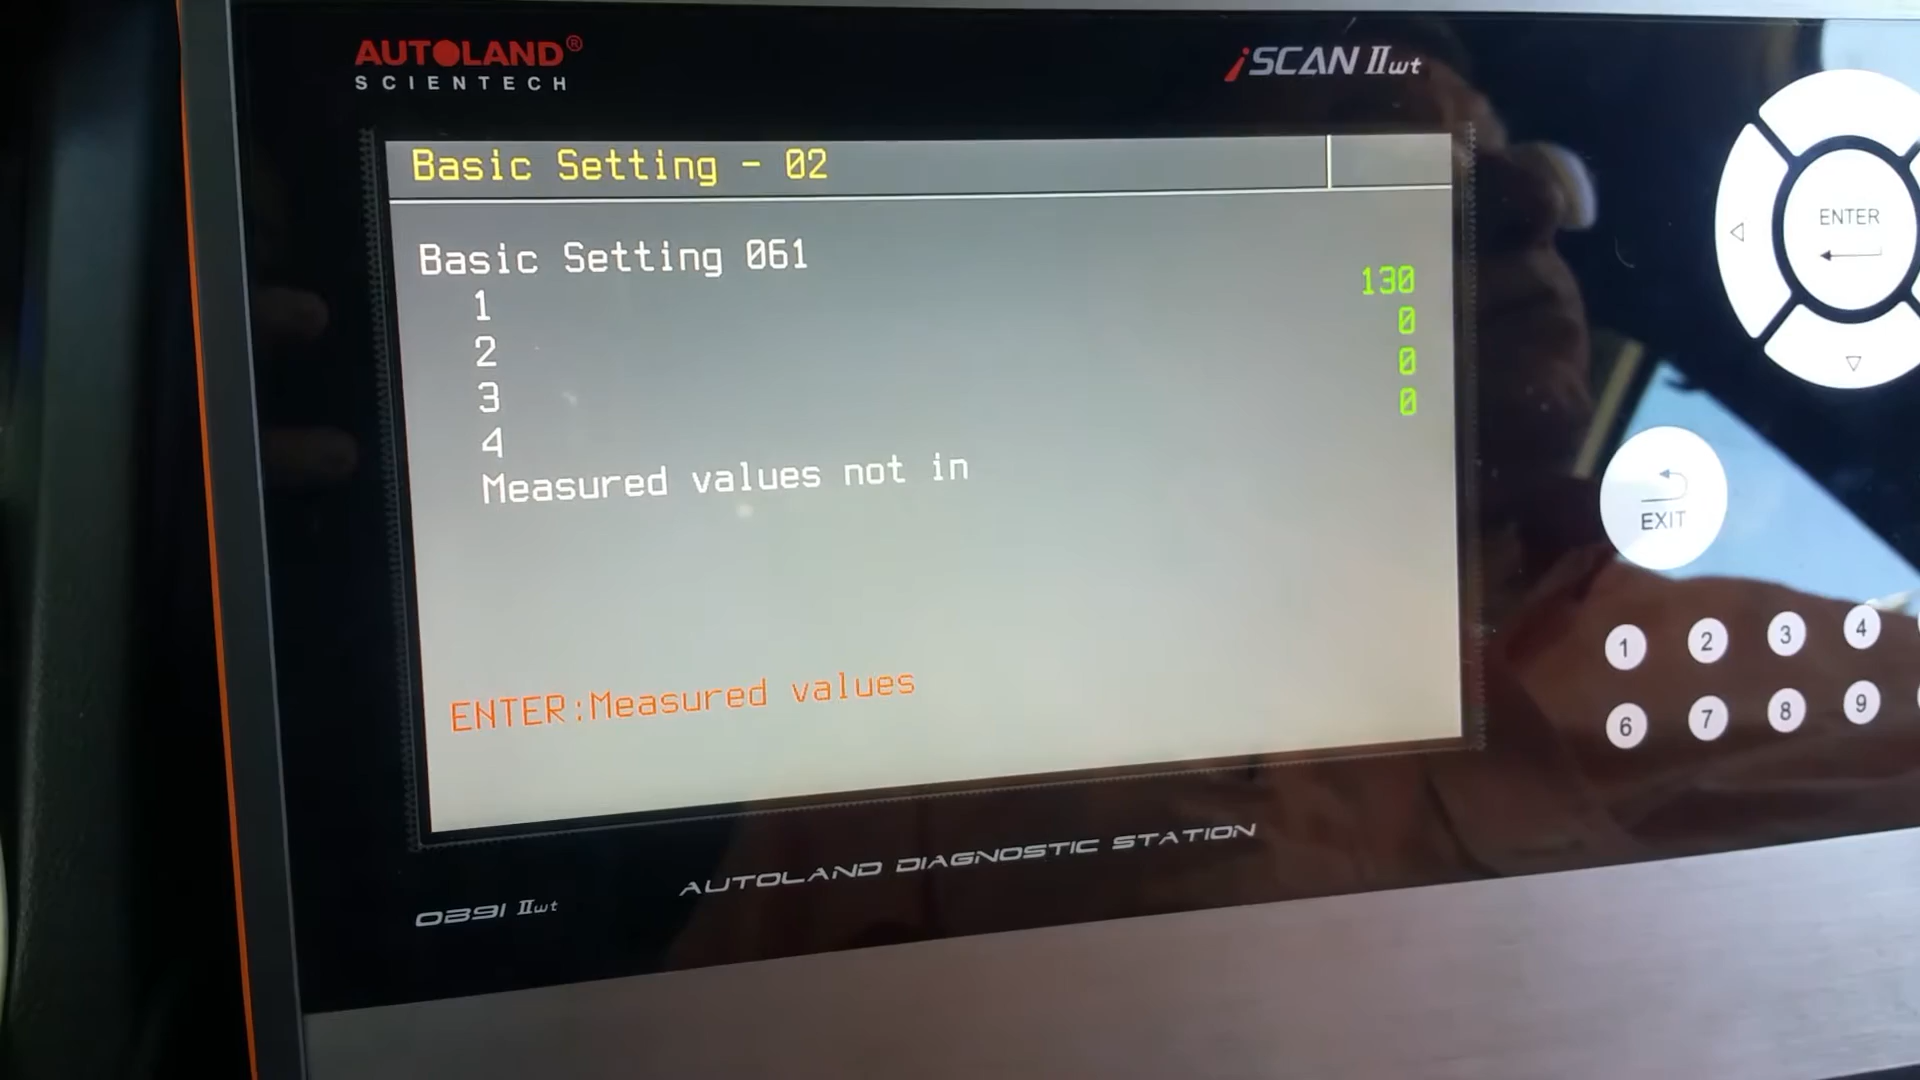 AUTOLAND®
SCIENTECH
iSCAN IIwt
Basic Setting - 02
Basic Setting 061
1 130
2 0
3 0
4 0
Measured values not in
ENTER:Measured values
ENTER
EXIT
1 2 3 4
6 7 8 9
AUTOLAND DIAGNOSTIC STATION
OB91 IIwt